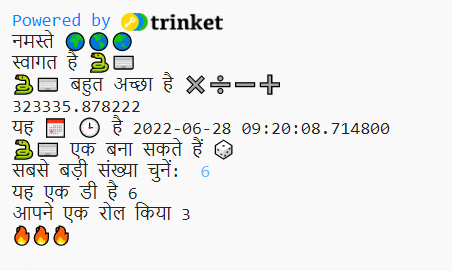 Powered by trinket
नमस्ते 🌍🌏🌎
स्वागत है 🐍⌨️
🐍⌨️ बहुत अच्छा है ✖️➗➖➕
323335.878222
यह 📅 🕒 है 2022-06-28 09:20:08.714800
🐍⌨️ एक बना सकते हैं 🎲
सबसे बड़ी संख्या चुनें: 6
यह एक डी है 6
आपने एक रोल किया 3
🔥🔥🔥